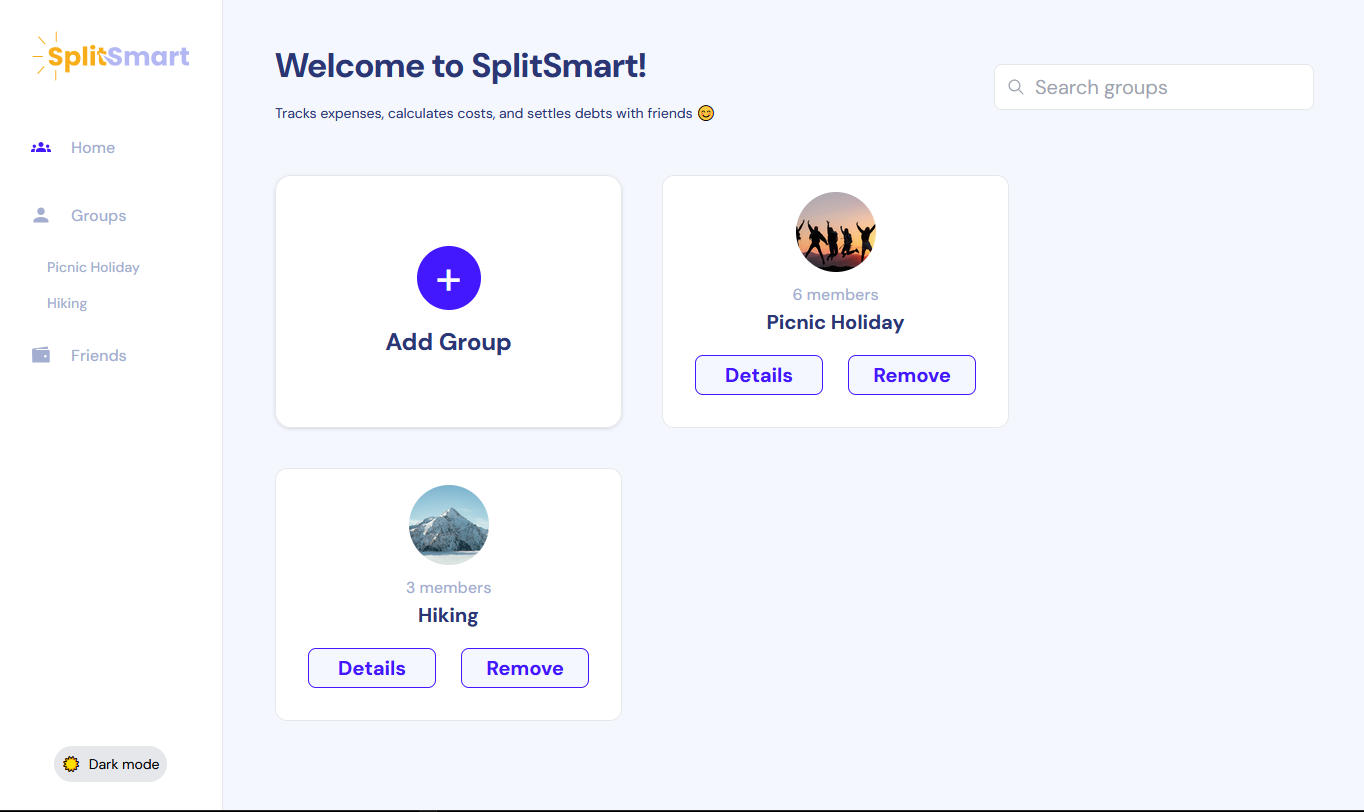 SplitSmart
Home
Groups
Picnic Holiday
Hiking
Friends
Dark mode
Welcome to SplitSmart!
Tracks expenses, calculates costs, and settles debts with friends 😊
Search groups
+
Add Group
6 members
Picnic Holiday
Details Remove
3 members
Hiking
Details Remove